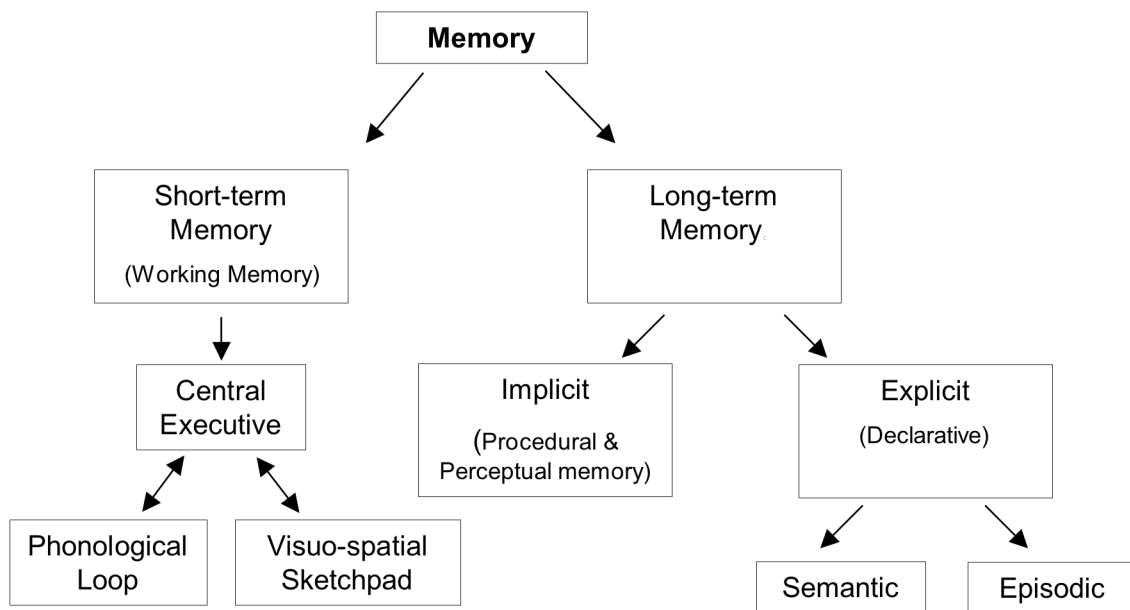 Memory
Short-term
Memory
(Working Memory)
Long-term
Memory
Central
Executive
Implicit
(Procedural &
Perceptual memory)
Explicit
(Declarative)
Phonological
Loop
Visuo-spatial
Sketchpad
Semantic
Episodic